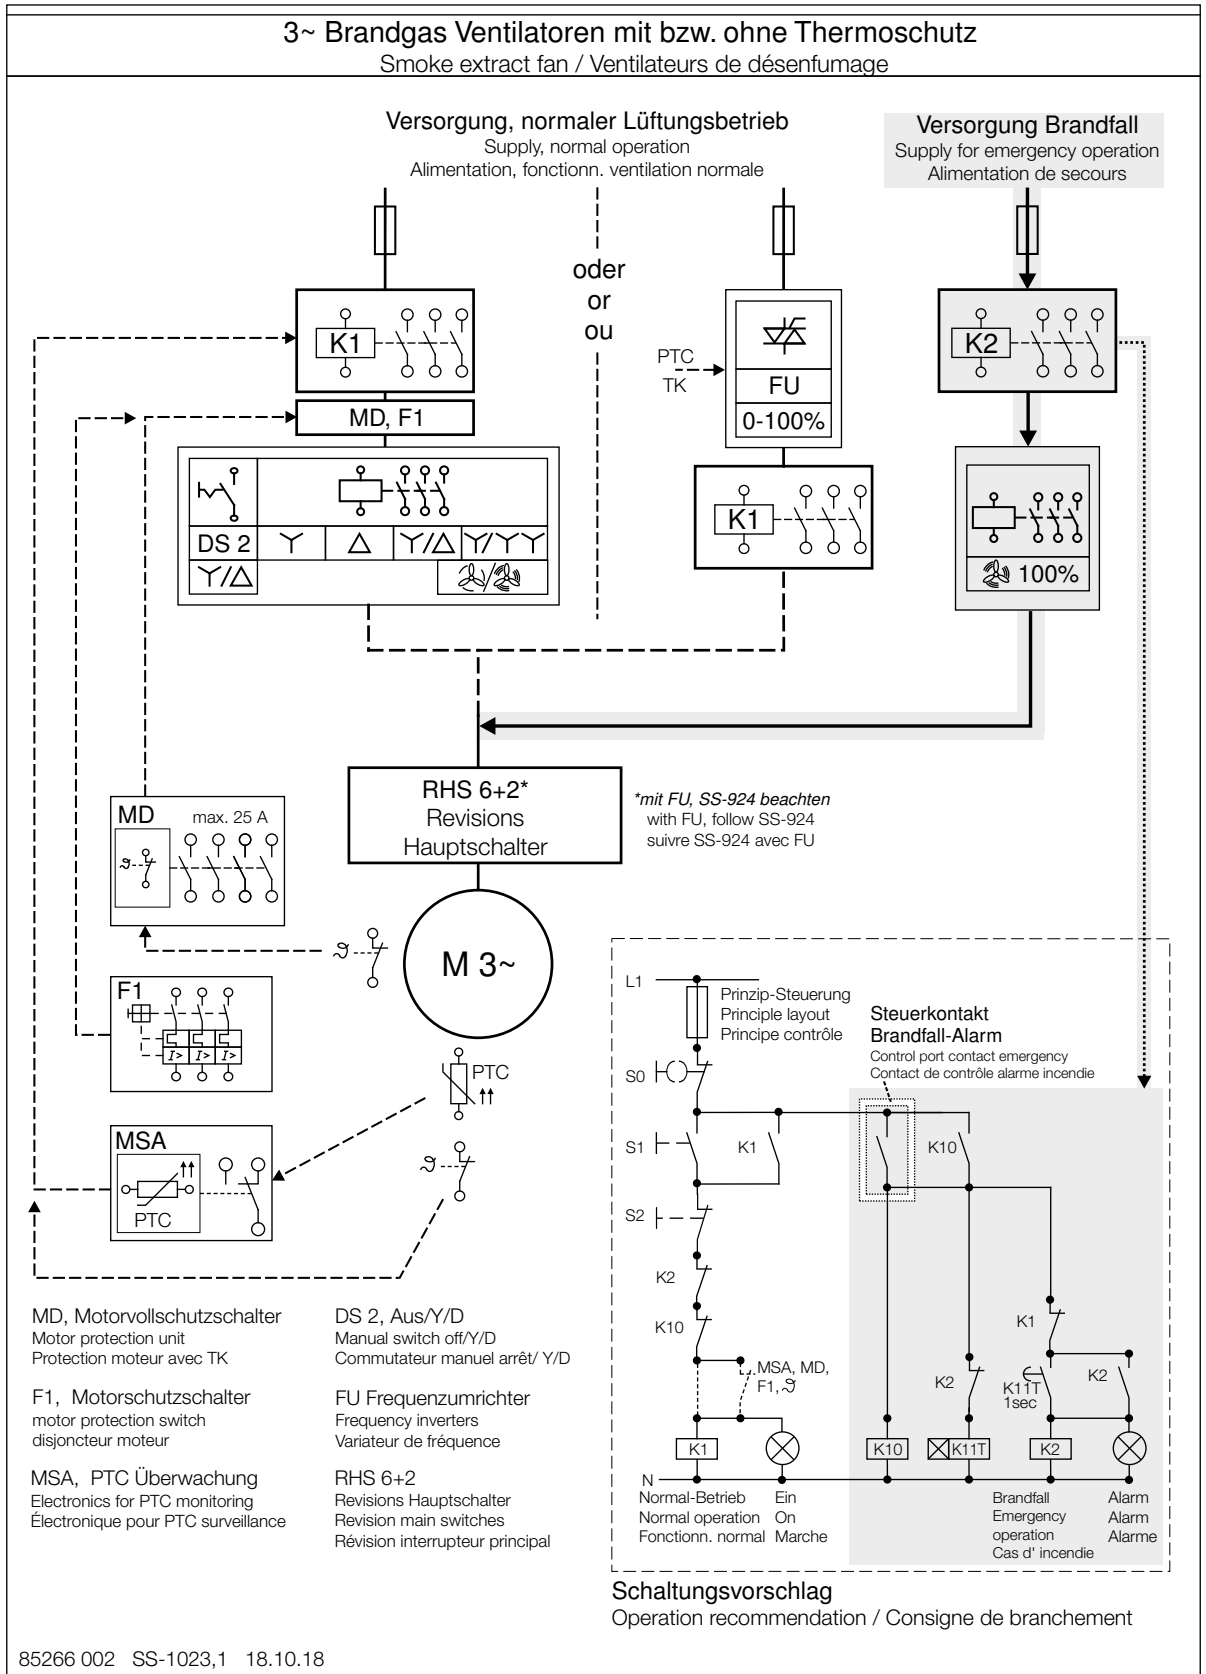 3~ Brandgas Ventilatoren mit bzw. ohne Thermoschutz
Smoke extract fan / Ventilateurs de désenfumage
Versorgung, normaler Lüftungsbetrieb
Supply, normal operation
Alimentation, fonctionn. ventilation normale
Versorgung Brandfall
Supply for emergency operation
Alimentation de secours
oder
or
ou
K1
MD, F1
DS 2
PTC
TK
FU
0-100%
K1
K2
100%
RHS 6+2*
Revisions
Hauptschalter
*mit FU, SS-924 beachten
with FU, follow SS-924
suivre SS-924 avec FU
MD
max. 25 A
M 3~
F1
I> I> I>
PTC
MSA
PTC
L1
Prinzip-Steuerung
Principle layout
Principe contrôle
Steuerkontakt
Brandfall-Alarm
Control port contact emergency
Contact de contrôle alarme incendie
S0
S1
K1
K10
S2
K2
K10
MSA, MD,
F1, ϑ
K1
K2
K11T
1sec
K2
K1
K10
K11T
K2
N
Normal-Betrieb
Normal operation
Fonctionn. normal
Ein
On
Marche
Brandfall
Emergency
operation
Cas d' incendie
Alarm
Alarm
Alarme
Schaltungsvorschlag
Operation recommendation / Consigne de branchement
MD, Motorvollschutzschalter
Motor protection unit
Protection moteur avec TK
F1, Motorschutzschalter
motor protection switch
disjoncteur moteur
MSA, PTC Überwachung
Electronics for PTC monitoring
Électronique pour PTC surveillance
DS 2, Aus/Y/D
Manual switch off/Y/D
Commutateur manuel arrêt/ Y/D
FU Frequenzumrichter
Frequency inverters
Variateur de fréquence
RHS 6+2
Revisions Hauptschalter
Revision main switches
Révision interrupteur principal
85266 002 SS-1023,1 18.10.18